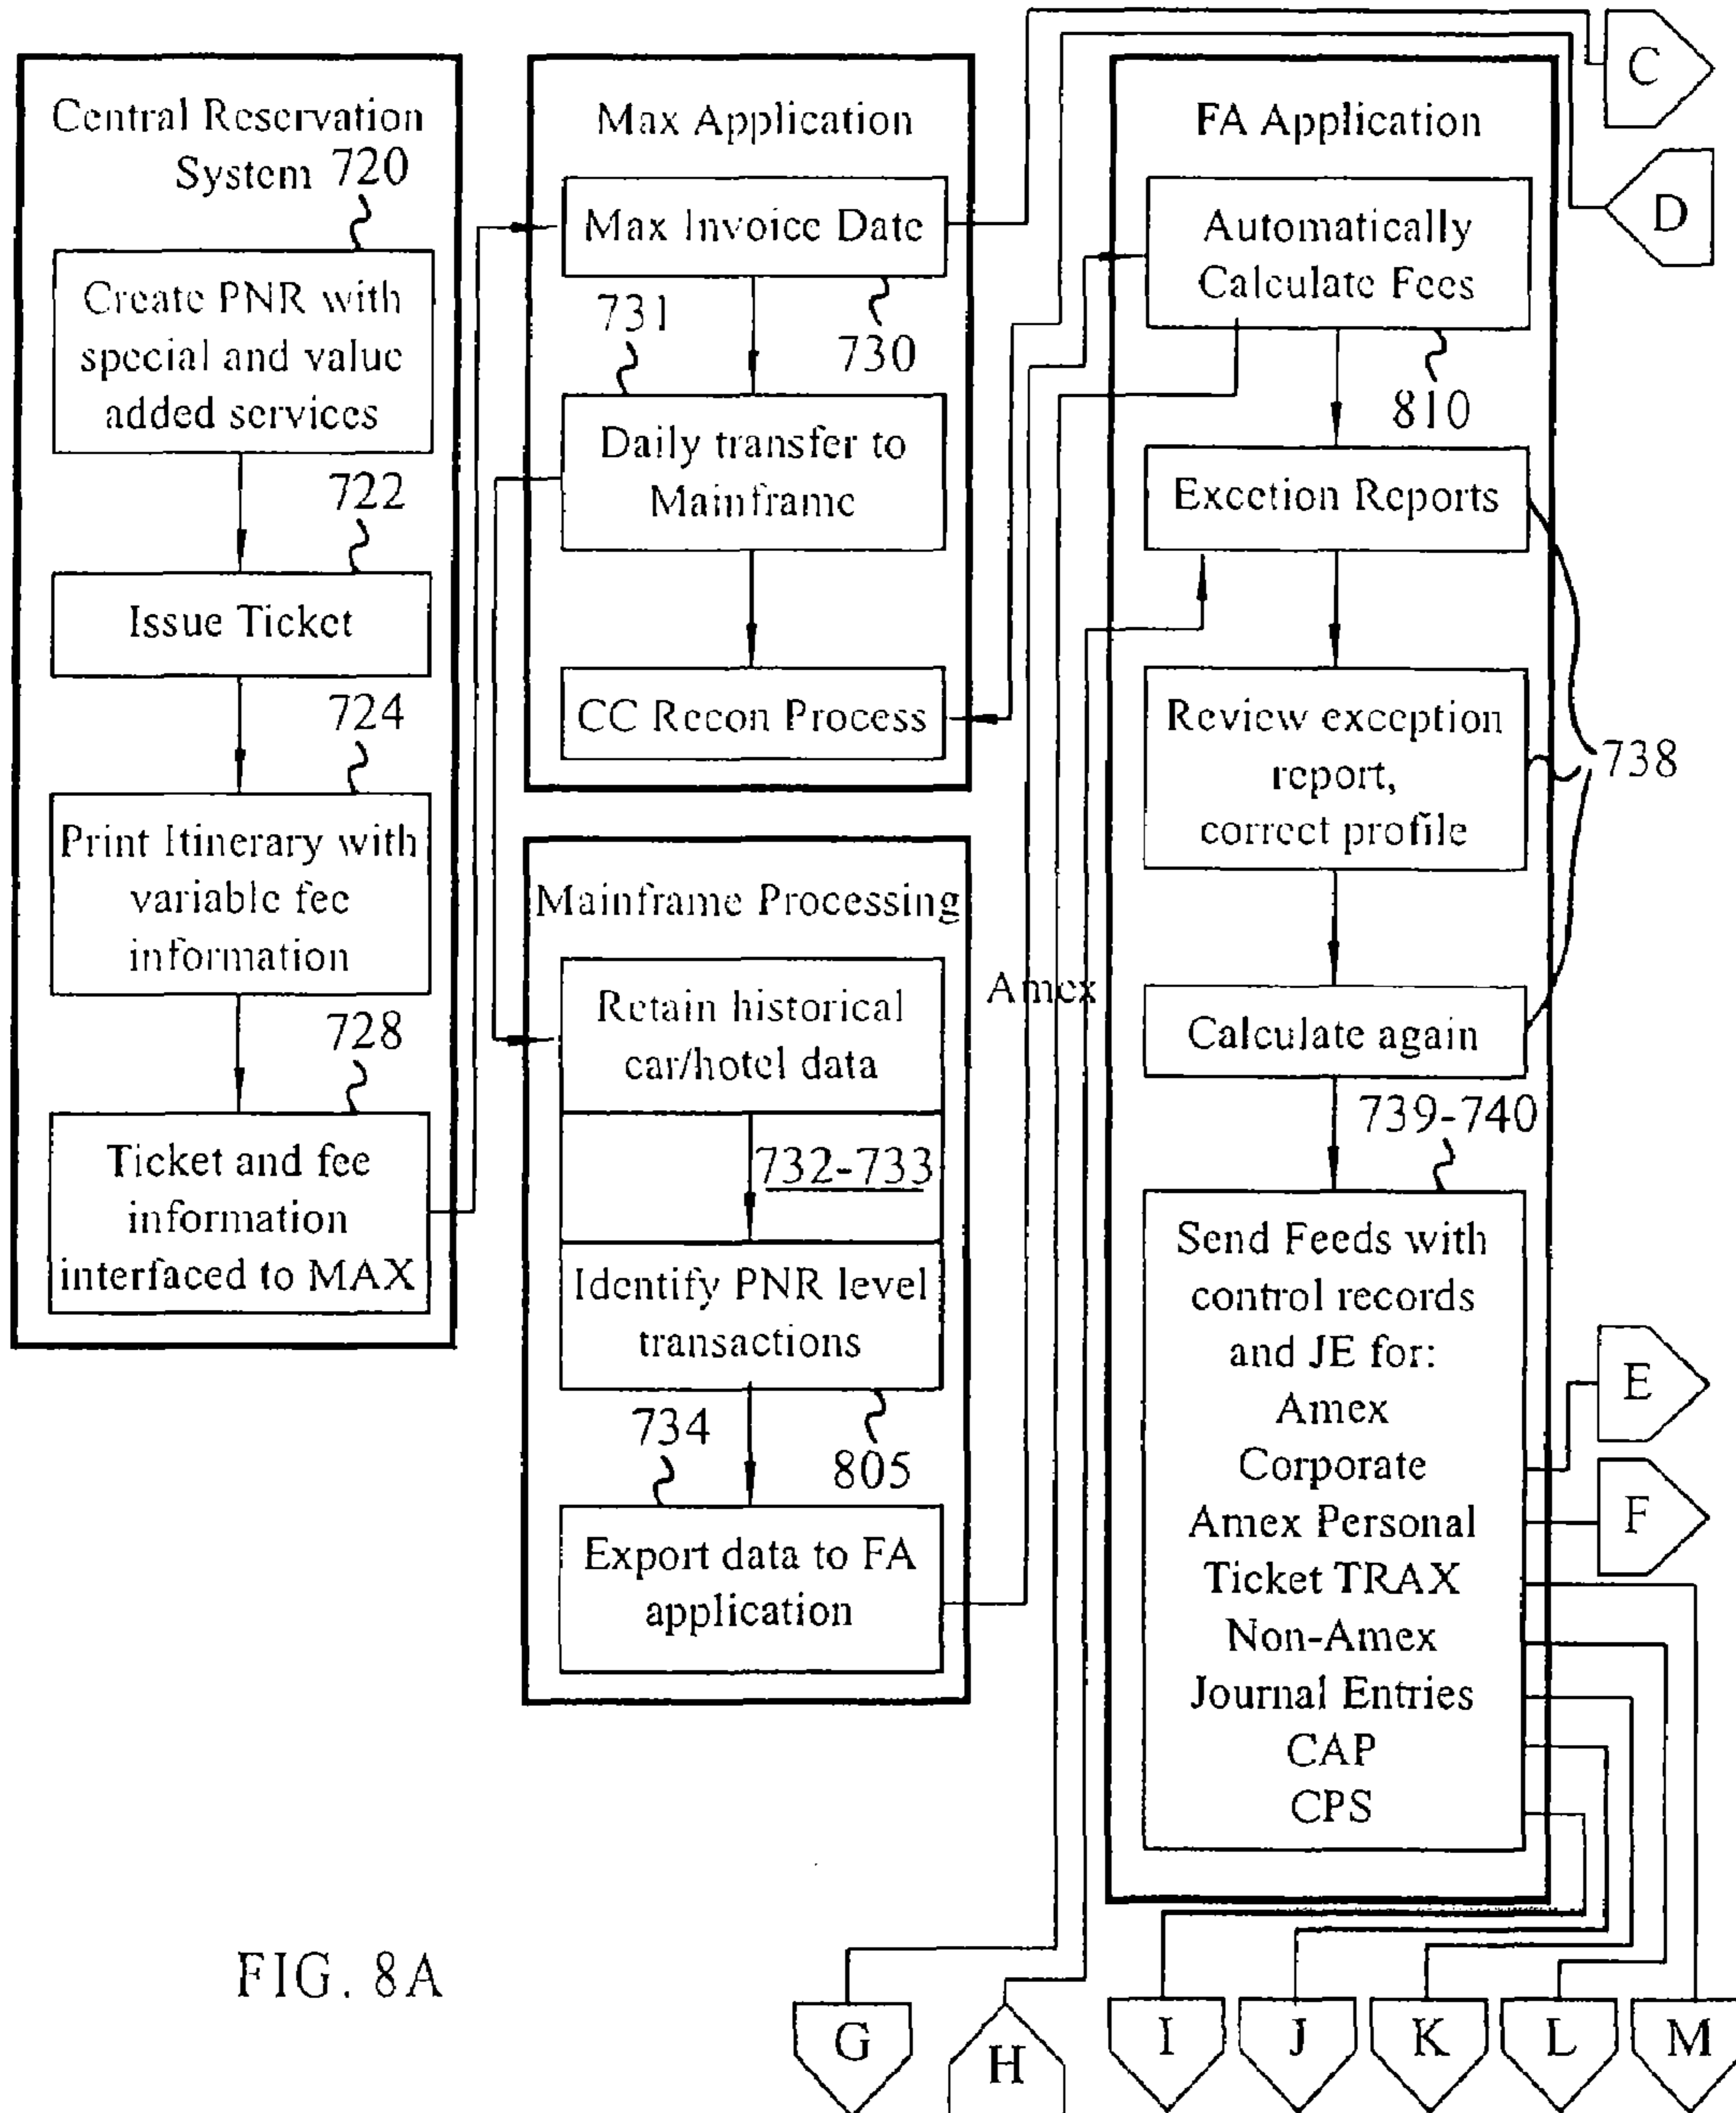 Central Reservation
System 720
Create PNR with
special and value
added services
722
Issue Ticket
724
Print Itinerary with
variable fee
information
728
Ticket and fee
information
interfaced to MAX
Max Application
Max Invoice Date
731
730
Daily transfer to
Mainframe
CC Recon Process
Mainframe Processing
Retain historical
car/hotel data
732-733
Identify PNR level
transactions
734
805
Export data to FA
application
Amex
FA Application
Automatically
Calculate Fees
810
Exception Reports
Review exception
report,
correct profile
738
Calculate again
739-740
Send Feeds with
control records
and JE for:
Amex
Corporate
Amex Personal
Ticket TRAX
Non-Amex
Journal Entries
CAP
CPS
C
D
E
F
G
H
I
J
K
L
M
FIG. 8A